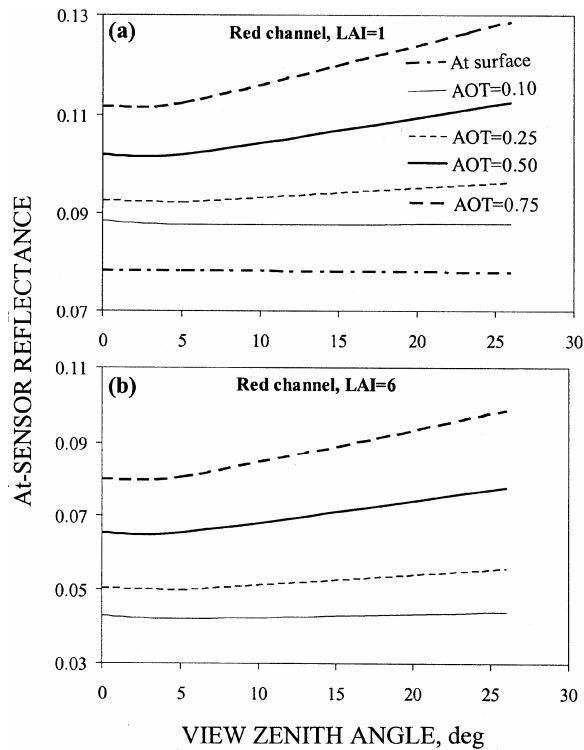 At-SENSOR REFLECTANCE
0.13
0.11
0.09
0.07
(a)
Red channel, LAI=1
At surface
AOT=0.10
AOT=0.25
AOT=0.50
AOT=0.75
0 5 10 15 20 25 30
0.11
0.09
0.07
0.05
0.03
(b)
Red channel, LAI=6
0 5 10 15 20 25 30
VIEW ZENITH ANGLE, deg